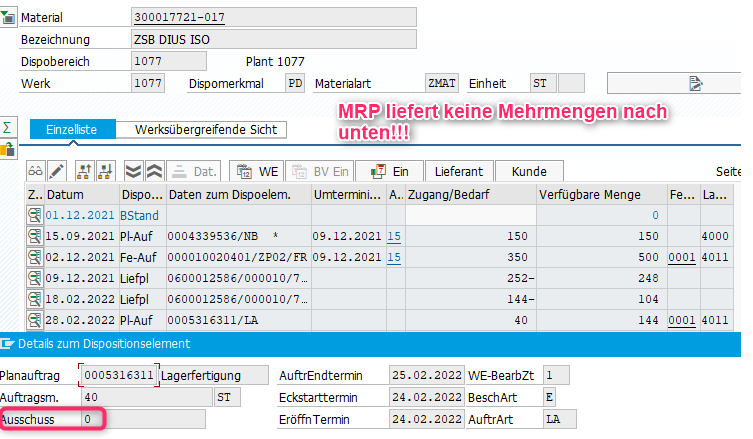 Material 300017721-017
Bezeichnung ZSB DIUS ISO
Dispobereich 1077 Plant 1077
Werk 1077 Dispomerkmal PD Materialart ZMAT Einheit ST
MRP liefert keine Mehrmengen nach
unten!!!
Einzelliste Werksübergreifende Sicht
Dat. WE BV Ein Ein Lieferant Kunde Seite
Z.. Datum Dispo... Daten zum Dispoelem. Umtermini... A.. Zugang/Bedarf Verfügbare Menge Fe... La...
01.12.2021 BStand 0
15.09.2021 Pl-Auf 0004339536/NB * 09.12.2021 15 150 150 4000
02.12.2021 Fe-Auf 000010020401/ZP02/FR 09.12.2021 15 350 500 0001 4011
09.12.2021 Liefpl 0600012586/000010/7... 252- 248
18.02.2022 Liefpl 0600012586/000010/7... 144- 104
28.02.2022 Pl-Auf 0005316311/LA 40 144 0001 4011
Details zum Dispositionselement
Planauftrag 0005316311 Lagerfertigung AuftrEndtermin 25.02.2022 WE-BearbZt 1
Auftragsm. 40 ST Eckstarttermin 24.02.2022 BeschArt E
Ausschuss 0 EröffnTermin 24.02.2022 AuftrArt LA